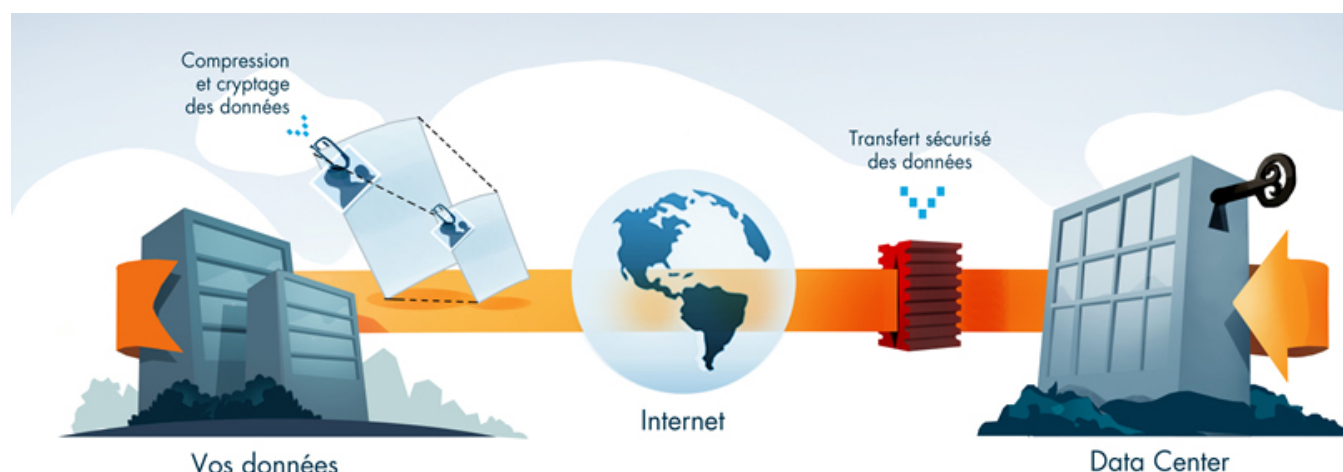 Compression
et cryptage
des données
Transfert sécurisé
des données
Internet
Vos données
Data Center